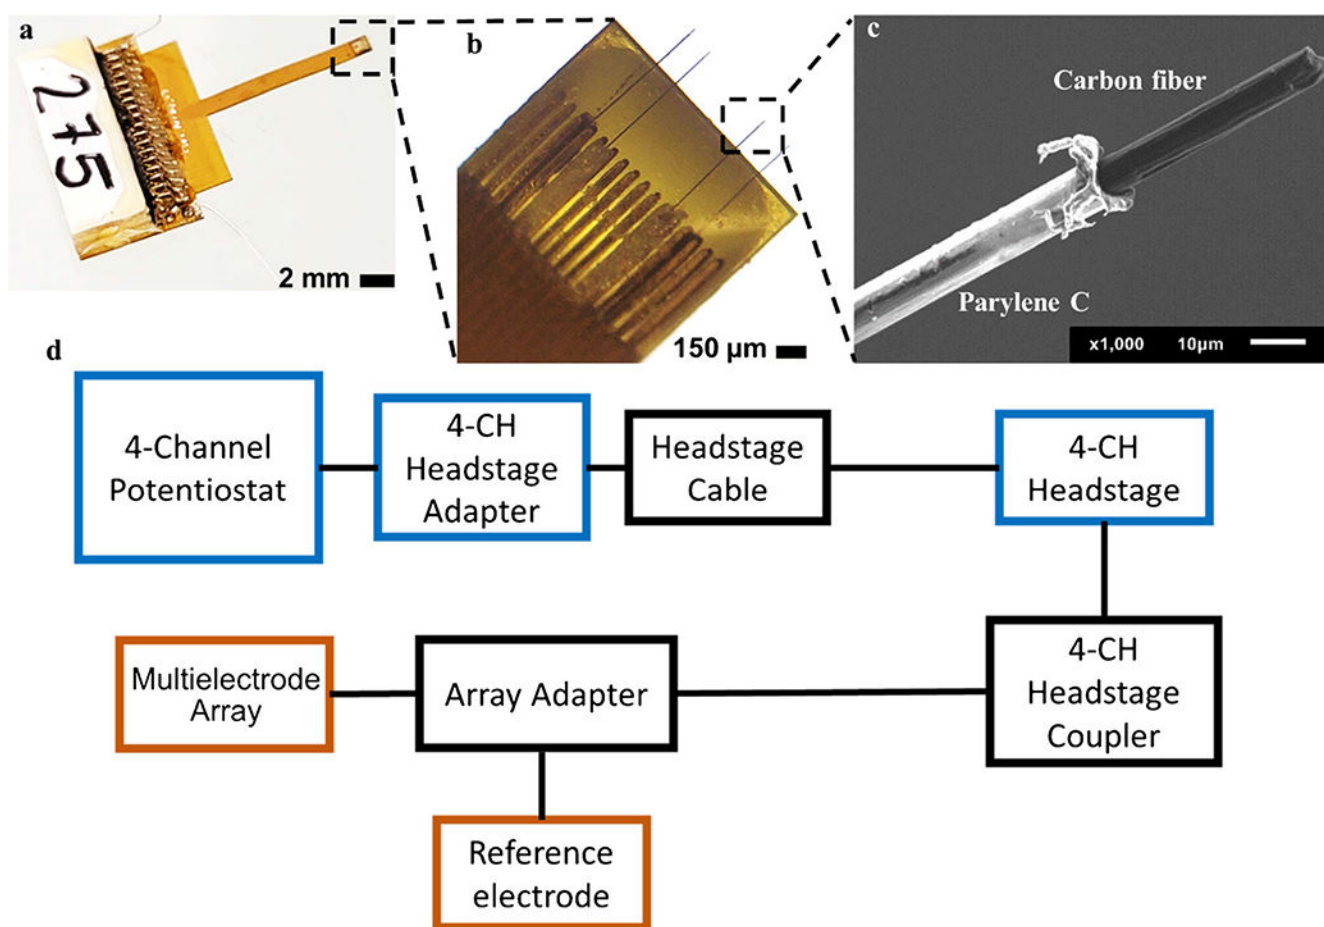 a
275
2 mm
b
150 µm
c
Carbon fiber
Parylene C
x1,000 10µm
d
4-Channel
Potentiostat
4-CH
Headstage
Adapter
Headstage
Cable
4-CH
Headstage
Multielectrode
Array
Array Adapter
4-CH
Headstage
Coupler
Reference
electrode